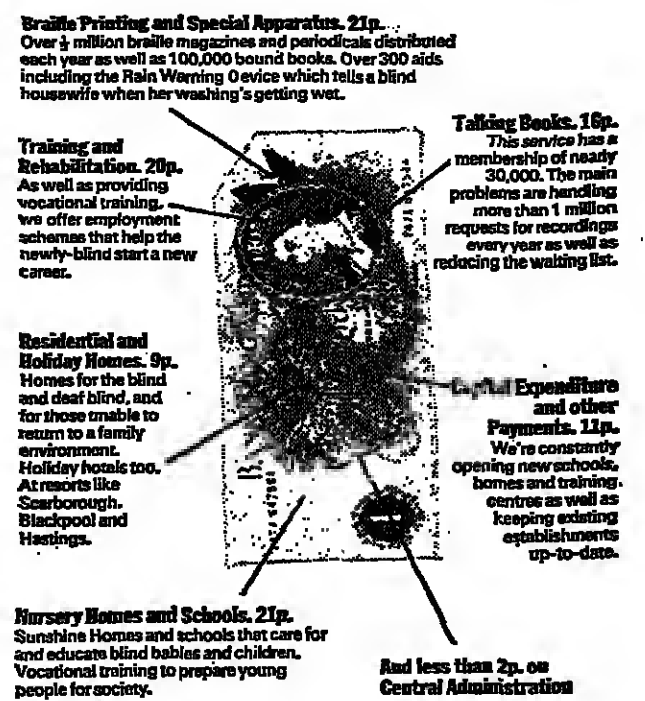 Braille Printing and Special Apparatus. 21p.
Over ½ million braille magazines and periodicals distributed
each year as well as 100,000 bound books. Over 300 aids
including the Rain Warning Device which tells a blind
housewife when her washing's getting wet.
Training and
Rehabilitation. 20p.
As well as providing
vocational training,
we offer employment
schemes that help the
newly-blind start a new
career.
Talking Books. 16p.
This service has a
membership of nearly
30,000. The main
problems are handling
more than 1 million
requests for recordings
every year as well as
reducing the waiting list.
Residential and
Holiday Homes. 9p.
Homes for the blind
and deaf blind, and
for those unable to
return to a family
environment.
Holiday hotels too.
At resorts like
Scarborough,
Blackpool and
Hastings.
Capital Expenditure
and other
Payments. 11p.
We're constantly
opening new schools,
homes and training
centres as well as
keeping existing
establishments
up-to-date.
Nursery Homes and Schools. 21p.
Sunshine Homes and schools that care for
and educate blind babies and children.
Vocational training to prepare young
people for society.
And less than 2p. on
Central Administration